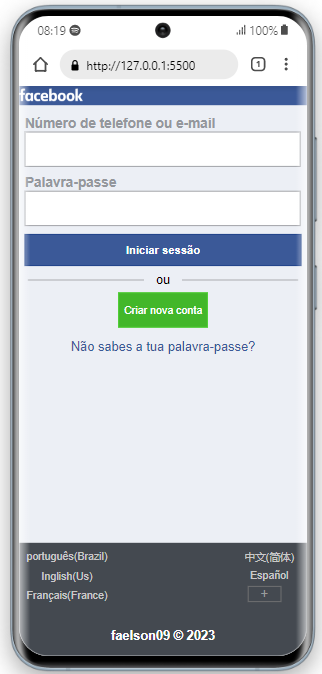 08:19 100%
http://127.0.0.1:5500 1
facebook
Número de telefone ou e-mail
Palavra-passe
Iniciar sessão
ou
Criar nova conta
Não sabes a tua palavra-passe?
português(Brazil) 中文(简体)
Inglish(Us) Español
Français(France) +
faelson09 © 2023